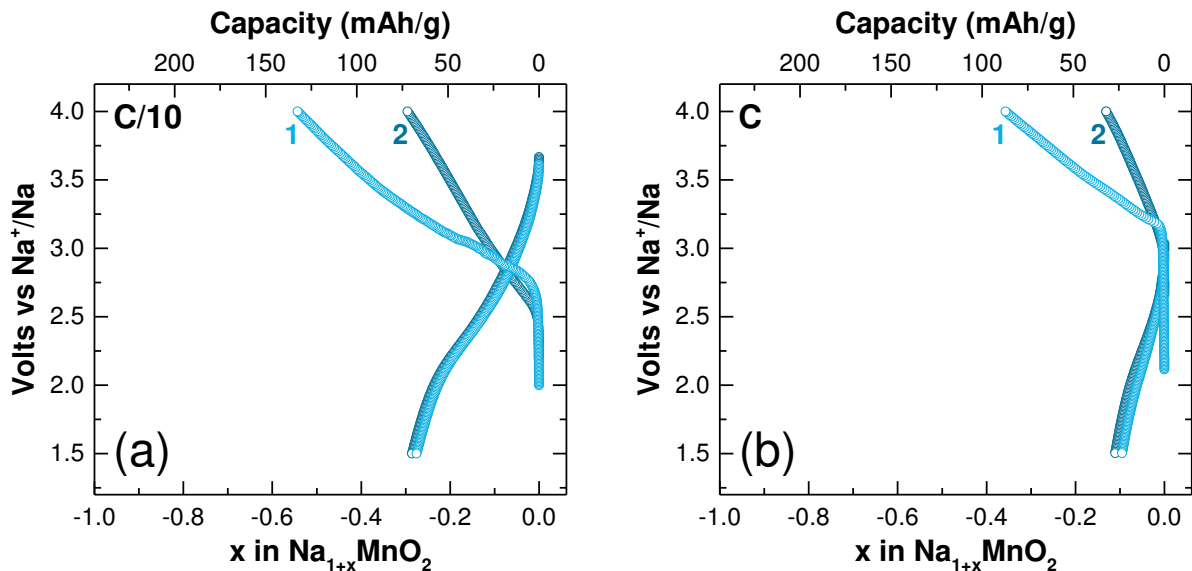 Capacity (mAh/g)
200 150 100 50 0
C/10
1
2
4.0
3.5
3.0
2.5
2.0
1.5
Volts vs Na⁺/Na
(a)
-1.0 -0.8 -0.6 -0.4 -0.2 0.0
x in Na₁₊ₓMnO₂
Capacity (mAh/g)
200 150 100 50 0
C
1
2
4.0
3.5
3.0
2.5
2.0
1.5
Volts vs Na⁺/Na
(b)
-1.0 -0.8 -0.6 -0.4 -0.2 0.0
x in Na₁₊ₓMnO₂